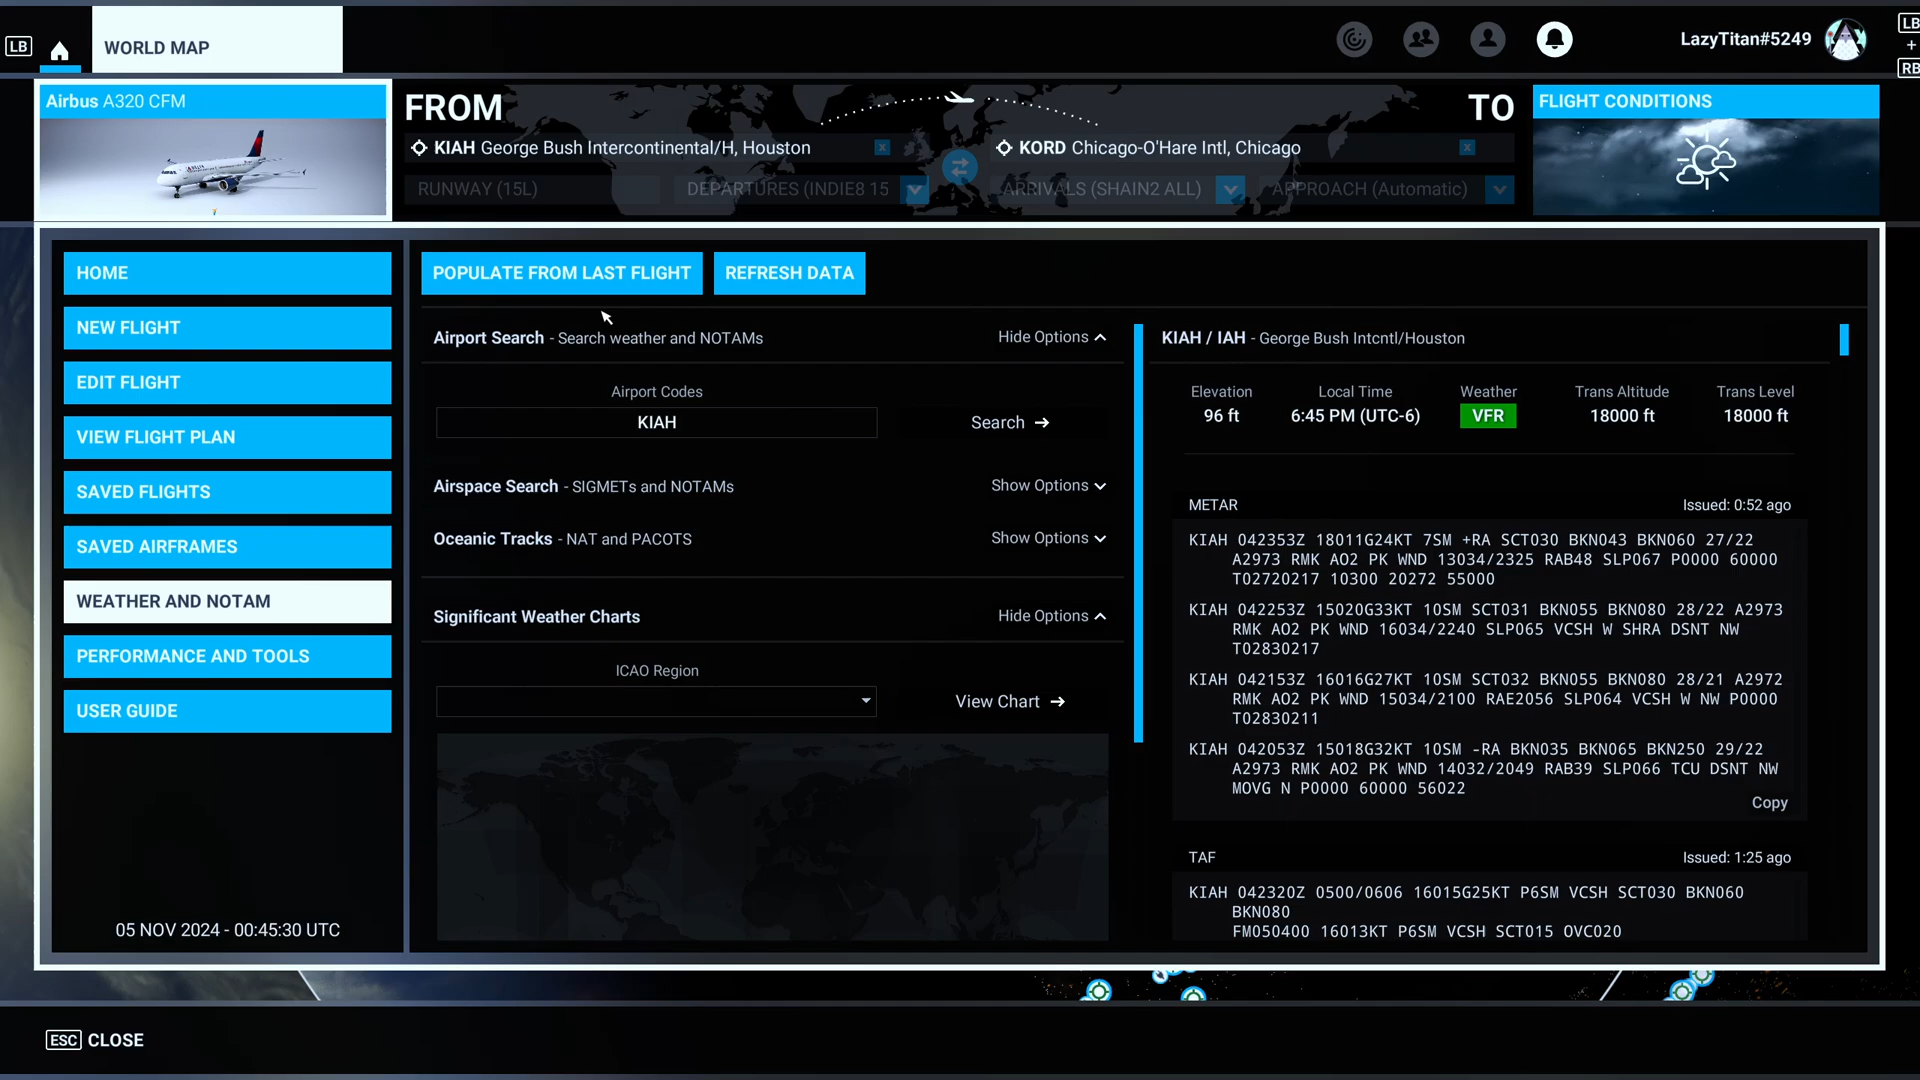 LB
WORLD MAP
LazyTitan#5249
LB
+
RB
Airbus A320 CFM
FROM
TO
FLIGHT CONDITIONS
KIAH George Bush Intercontinental/H, Houston
x
KORD Chicago-O'Hare Intl, Chicago
x
RUNWAY (15L)
DEPARTURES (INDIE8 15
ARRIVALS (SHAIN2 ALL)
APPROACH (Automatic)
HOME
NEW FLIGHT
EDIT FLIGHT
VIEW FLIGHT PLAN
SAVED FLIGHTS
SAVED AIRFRAMES
WEATHER AND NOTAM
PERFORMANCE AND TOOLS
USER GUIDE
05 NOV 2024 - 00:45:30 UTC
POPULATE FROM LAST FLIGHT
REFRESH DATA
Airport Search - Search weather and NOTAMs
Hide Options
Airport Codes
KIAH
Search →
Airspace Search - SIGMETs and NOTAMs
Show Options
Oceanic Tracks - NAT and PACOTS
Show Options
Significant Weather Charts
Hide Options
ICAO Region
View Chart →
KIAH / IAH - George Bush Intcntl/Houston
Elevation
Local Time
Weather
Trans Altitude
Trans Level
96 ft
6:45 PM (UTC-6)
VFR
18000 ft
18000 ft
METAR
Issued: 0:52 ago
KIAH 042353Z 18011G24KT 7SM +RA SCT030 BKN043 BKN060 27/22
A2973 RMK AO2 PK WND 13034/2325 RAB48 SLP067 P0000 60000
T02720217 10300 20272 55000
KIAH 042253Z 15020G33KT 10SM SCT031 BKN055 BKN080 28/22 A2973
RMK AO2 PK WND 16034/2240 SLP065 VCSH W SHRA DSNT NW
T02830217
KIAH 042153Z 16016G27KT 10SM SCT032 BKN055 BKN080 28/21 A2972
RMK AO2 PK WND 15034/2100 RAE2056 SLP064 VCSH W NW P0000
T02830211
KIAH 042053Z 15018G32KT 10SM -RA BKN035 BKN065 BKN250 29/22
A2973 RMK AO2 PK WND 14032/2049 RAB39 SLP066 TCU DSNT NW
MOVG N P0000 60000 56022
Copy
TAF
Issued: 1:25 ago
KIAH 042320Z 0500/0606 16015G25KT P6SM VCSH SCT030 BKN060
BKN080
FM050400 16013KT P6SM VCSH SCT015 OVC020
ESC CLOSE